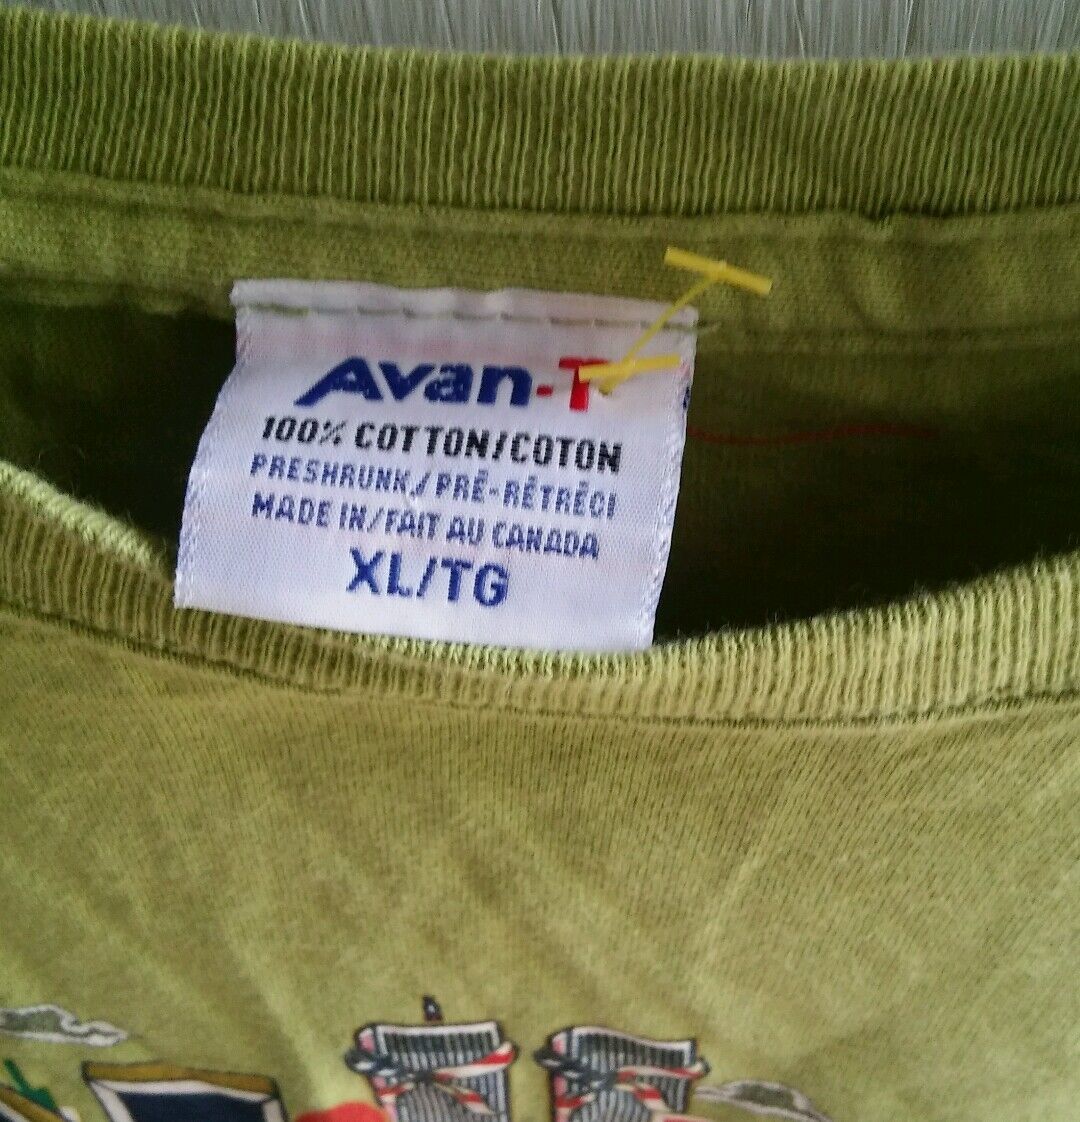 Avan-T
100% COTTON/COTON
PRESHRUNK/PRÉ-RÉTRÉCI
MADE IN/FAIT AU CANADA
XL/TG